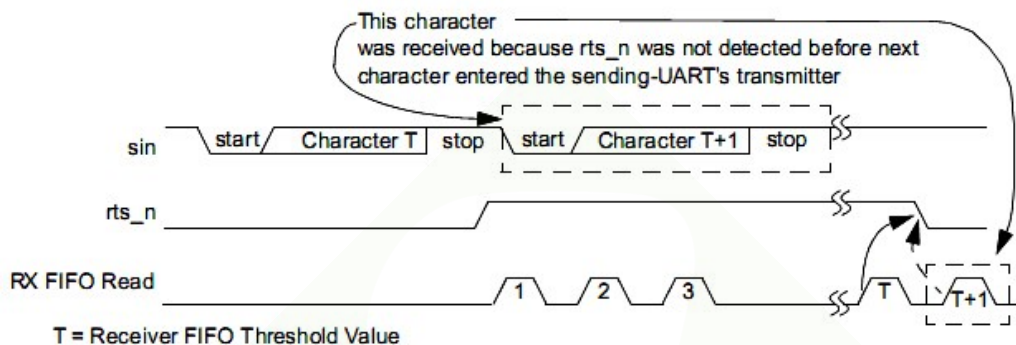 This character
was received because rts_n was not detected before next
character entered the sending-UART's transmitter
sin
start Character T stop start Character T+1 stop
rts_n
RX FIFO Read
1 2 3 T T+1
T = Receiver FIFO Threshold Value